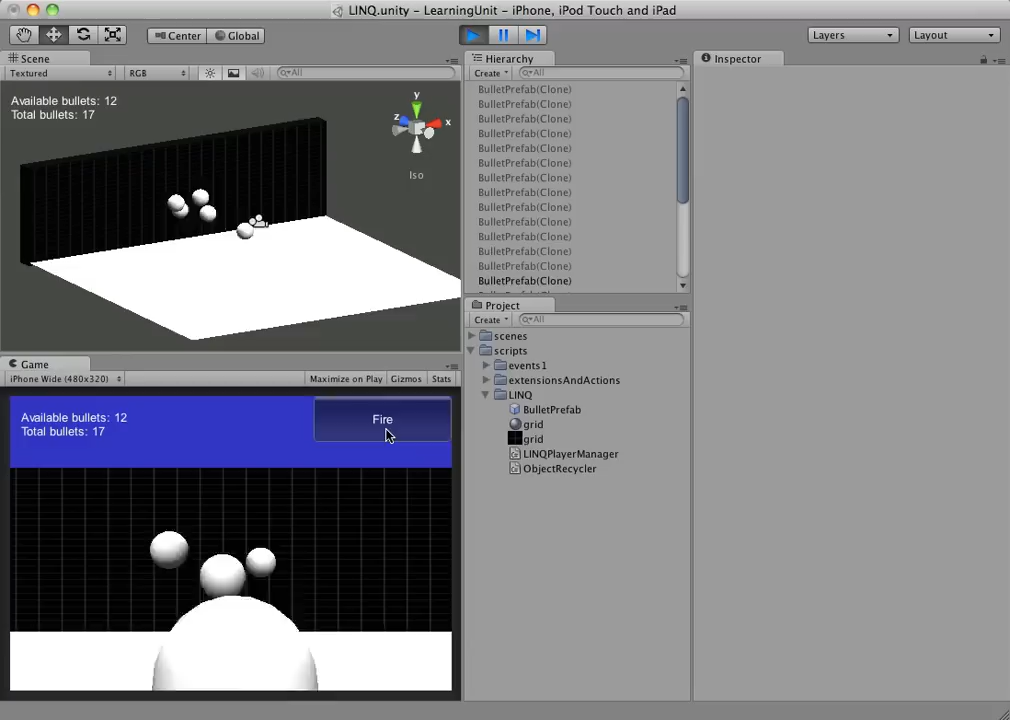 LINQ.unity - LearningUnit - iPhone, iPod Touch and iPad
Center
Global
Layers
Layout
Scene
Textured
RGB
All
Available bullets: 12
Total bullets: 17
y
z
x
Iso
Game
iPhone Wide (480x320)
Maximize on Play
Gizmos
Stats
Available bullets: 12
Total bullets: 17
Fire
Hierarchy
Create
All
BulletPrefab(Clone)
BulletPrefab(Clone)
BulletPrefab(Clone)
BulletPrefab(Clone)
BulletPrefab(Clone)
BulletPrefab(Clone)
BulletPrefab(Clone)
BulletPrefab(Clone)
BulletPrefab(Clone)
BulletPrefab(Clone)
BulletPrefab(Clone)
BulletPrefab(Clone)
BulletPrefab(Clone)
BulletPrefab(Clone)
Project
Create
All
scenes
scripts
events1
extensionsAndActions
LINQ
BulletPrefab
grid
grid
LINQPlayerManager
ObjectRecycler
Inspector